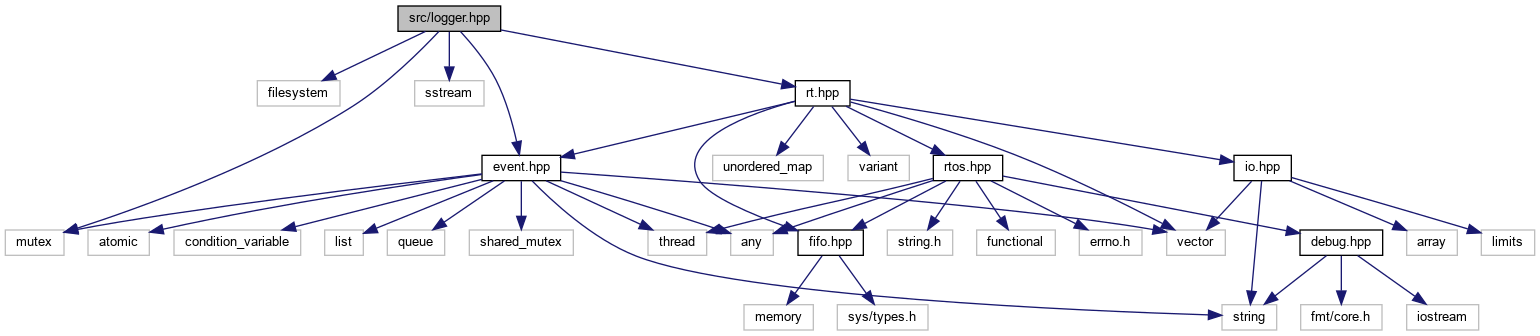 src/logger.hpp
filesystem
sstream
rt.hpp
event.hpp
unordered_map
variant
rtos.hpp
io.hpp
mutex
atomic
condition_variable
list
queue
shared_mutex
thread
any
fifo.hpp
string.h
functional
errno.h
vector
debug.hpp
array
limits
memory
sys/types.h
string
fmt/core.h
iostream